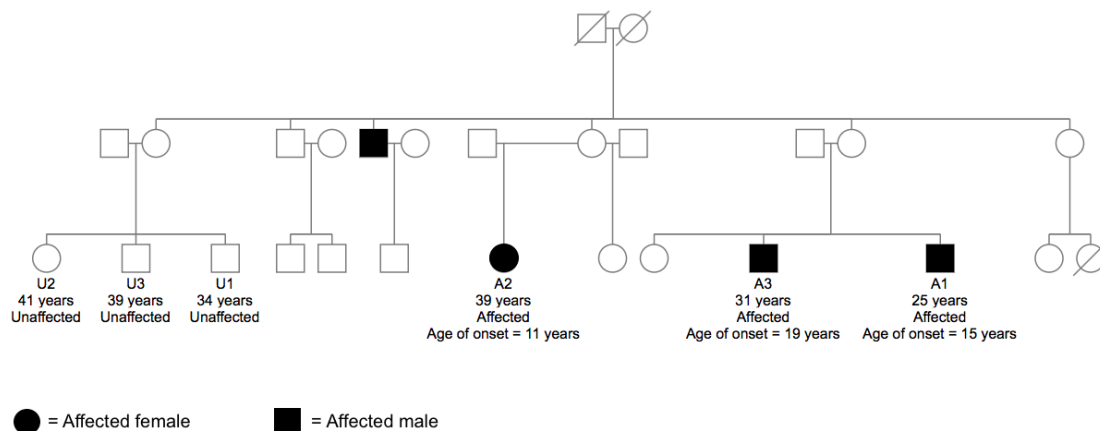 U2
41 years
Unaffected
U3
39 years
Unaffected
U1
34 years
Unaffected
A2
39 years
Affected
Age of onset = 11 years
A3
31 years
Affected
Age of onset = 19 years
A1
25 years
Affected
Age of onset = 15 years
= Affected female
= Affected male